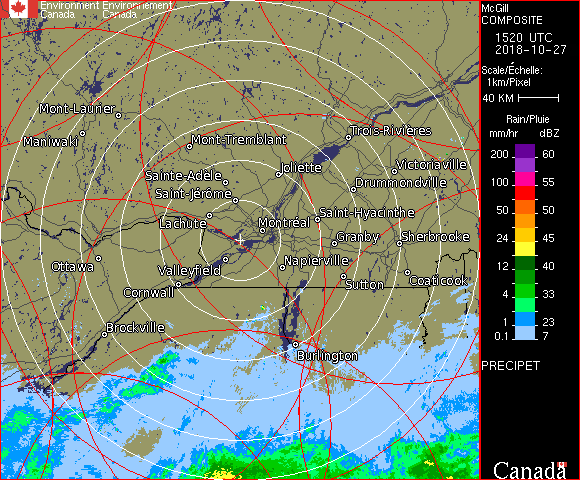 Environment Environnement
Canada Canada
McGill
COMPOSITE
1520 UTC
2018-10-27
Scale/Échelle:
1km/Pixel
40 KM
Rain/Pluie
mm/hr dBZ
200 60
100 55
50 50
24 45
12 40
4 33
1 23
0.1 7
PRECIPET
Mont-Laurier
Maniwaki
Mont-Tremblant
Trois-Rivières
Sainte-Adèle
Joliette
Victoriaville
Saint-Jérôme
Drummondville
Lachute
Montréal
Saint-Hyacinthe
Granby
Sherbrooke
Ottawa
Valleyfield
Napierville
Cornwall
Sutton
Coaticook
Brockville
Burlington
Canada